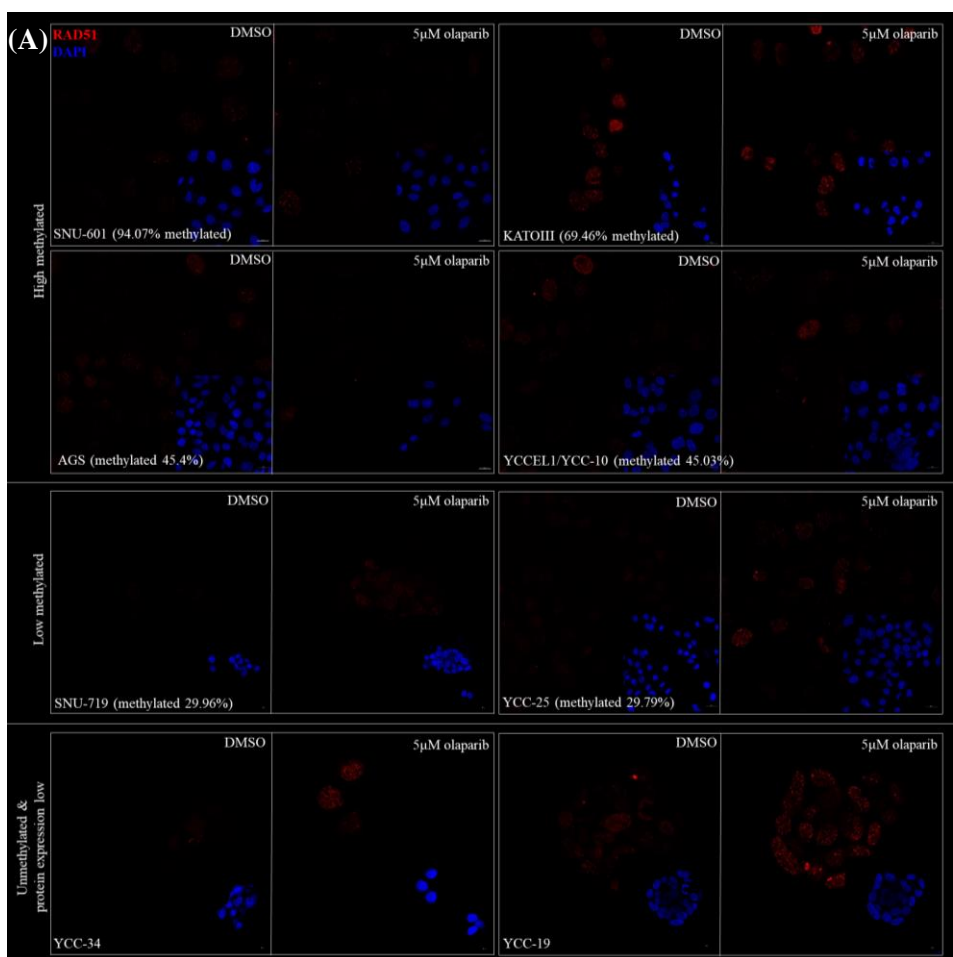 (A)
RAD51
DAPI
DMSO
5µM olaparib
DMSO
5µM olaparib
High methylated
SNU-601 (94.07% methylated)
KATOIII (69.46% methylated)
DMSO
5µM olaparib
DMSO
5µM olaparib
AGS (methylated 45.4%)
YCCEL1/YCC-10 (methylated 45.03%)
Low methylated
DMSO
5µM olaparib
DMSO
5µM olaparib
SNU-719 (methylated 29.96%)
YCC-25 (methylated 29.79%)
Unmethylated &
protein expression low
DMSO
5µM olaparib
DMSO
5µM olaparib
YCC-34
YCC-19